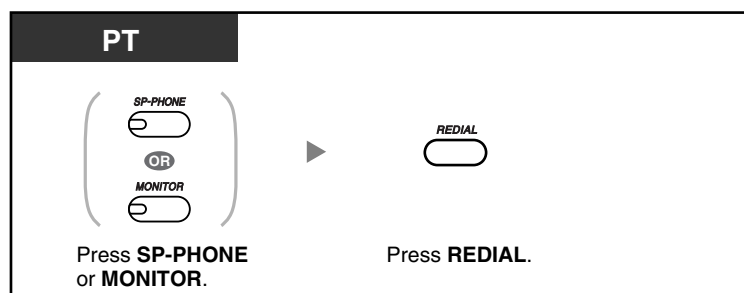 PT
SP-PHONE
OR
MONITOR
REDIAL
Press SP-PHONE
or MONITOR.
Press REDIAL.